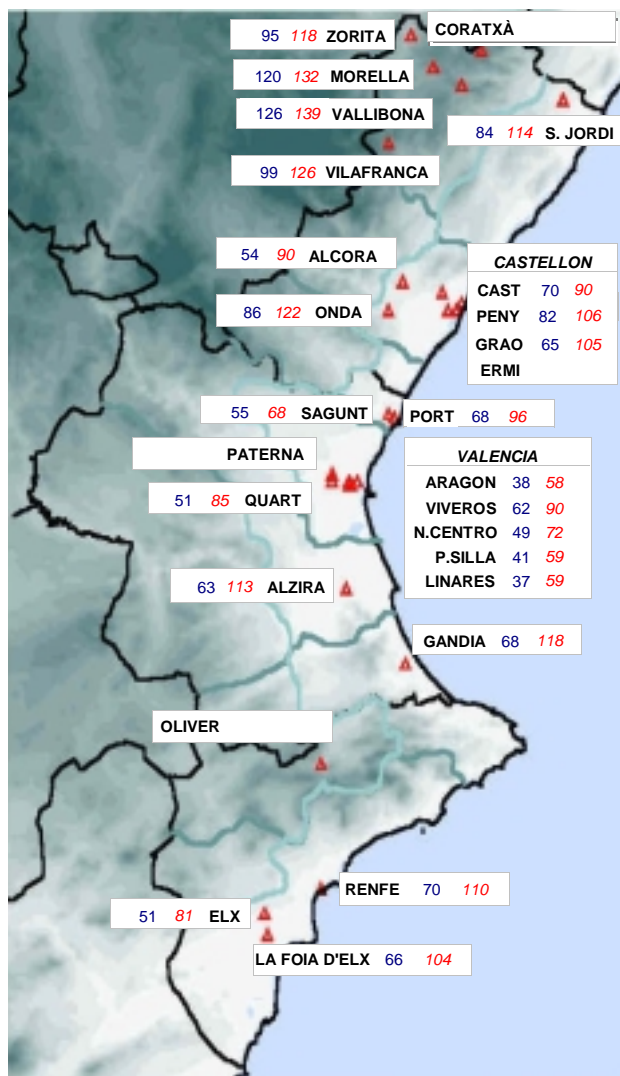 95 118 ZORITA
CORATXÀ
120 132 MORELLA
126 139 VALLIBONA
84 114 S. JORDI
99 126 VILAFRANCA
54 90 ALCORA
86 122 ONDA
CASTELLON
CAST 70 90
PENY 82 106
GRAO 65 105
ERMI
55 68 SAGUNT
PORT 68 96
PATERNA
51 85 QUART
VALENCIA
ARAGON 38 58
VIVEROS 62 90
N.CENTRO 49 72
P.SILLA 41 59
LINARES 37 59
63 113 ALZIRA
GANDIA 68 118
OLIVER
RENFE 70 110
51 81 ELX
LA FOIA D'ELX 66 104